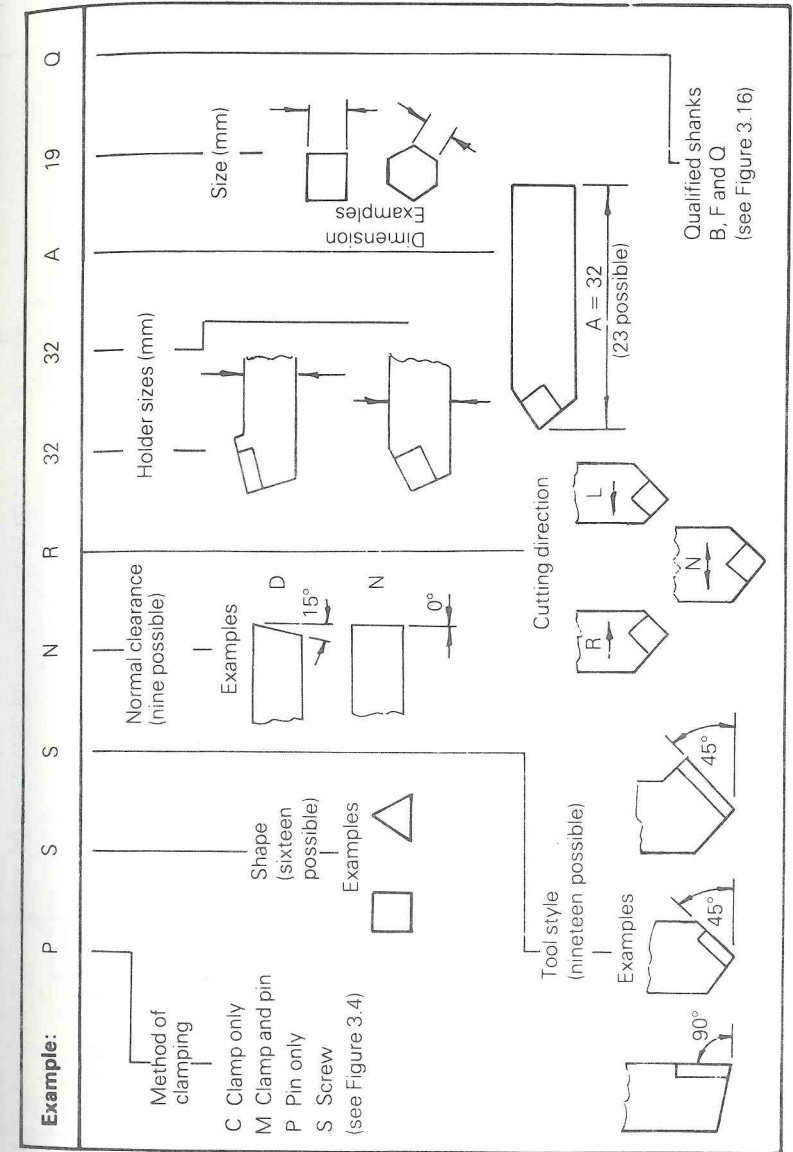 Example: P S S N R 32 32 A 19 Q
Method of
clamping
C Clamp only
M Clamp and pin
P Pin only
S Screw
(see Figure 3.4)
Shape
(sixteen
possible)
Examples
Tool style
(nineteen possible)
Examples
90°
45°
45°
Normal clearance
(nine possible)
Examples
D
15°
N
0°
Cutting direction
R
N
L
Holder sizes (mm)
A = 32
(23 possible)
Dimension
Examples
Size (mm)
Qualified shanks
B, F and Q
(see Figure 3.16)